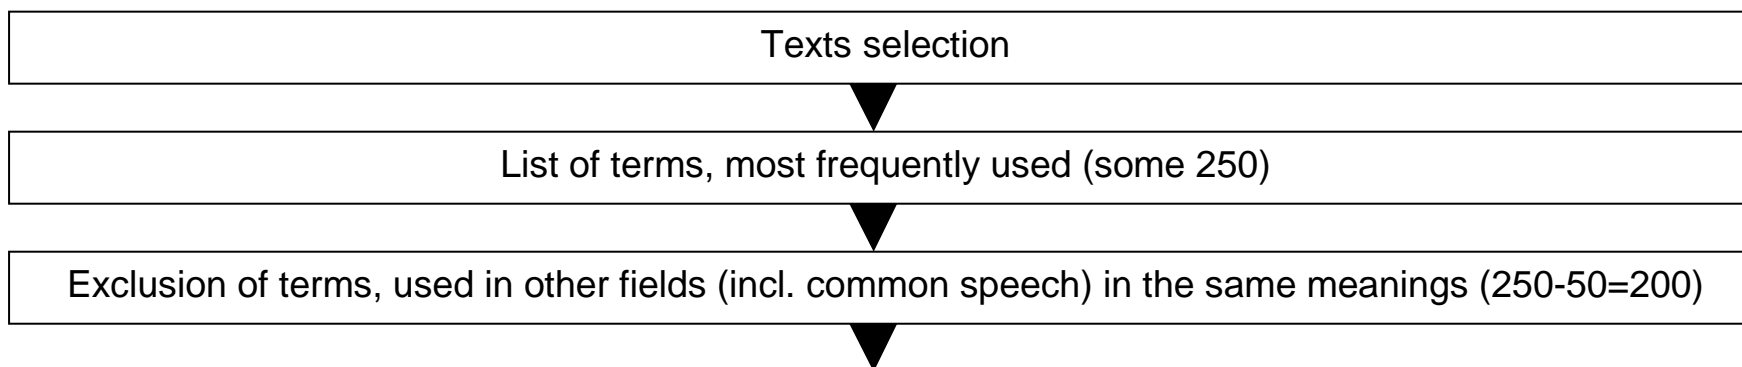 Texts selection
List of terms, most frequently used (some 250)
Exclusion of terms, used in other fields (incl. common speech) in the same meanings (250-50=200)